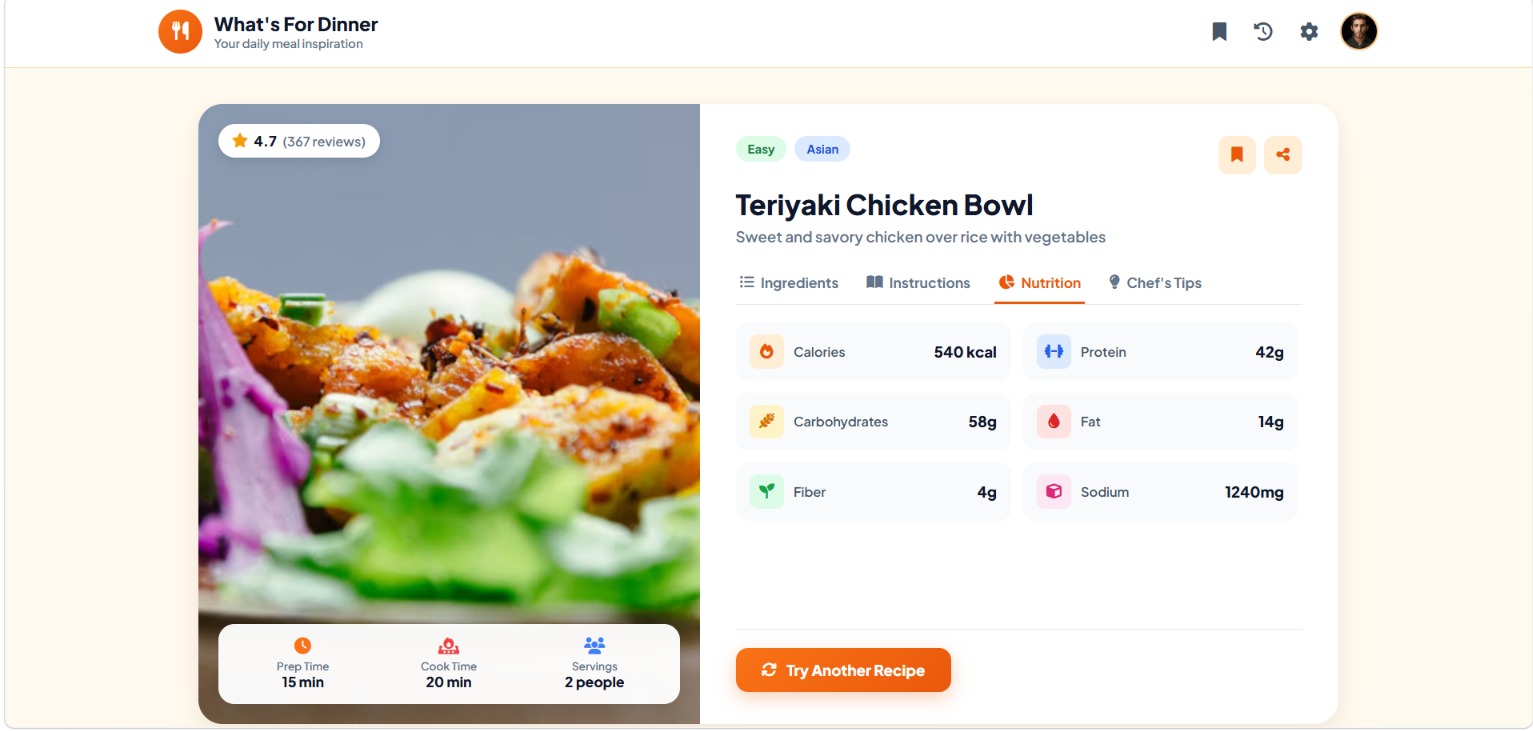 What's For Dinner
Your daily meal inspiration
4.7 (367 reviews)
Prep Time
15 min
Cook Time
20 min
Servings
2 people
Easy
Asian
Teriyaki Chicken Bowl
Sweet and savory chicken over rice with vegetables
Ingredients
Instructions
Nutrition
Chef's Tips
Calories 540 kcal
Protein 42g
Carbohydrates 58g
Fat 14g
Fiber 4g
Sodium 1240mg
Try Another Recipe